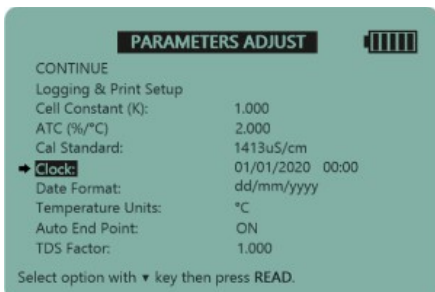 PARAMETERS ADJUST
CONTINUE
Logging & Print Setup
Cell Constant (K): 1.000
ATC (%/°C) 2.000
Cal Standard: 1413uS/cm
Clock: 01/01/2020 00:00
Date Format: dd/mm/yyyy
Temperature Units: °C
Auto End Point: ON
TDS Factor: 1.000
Select option with ▾ key then press READ.